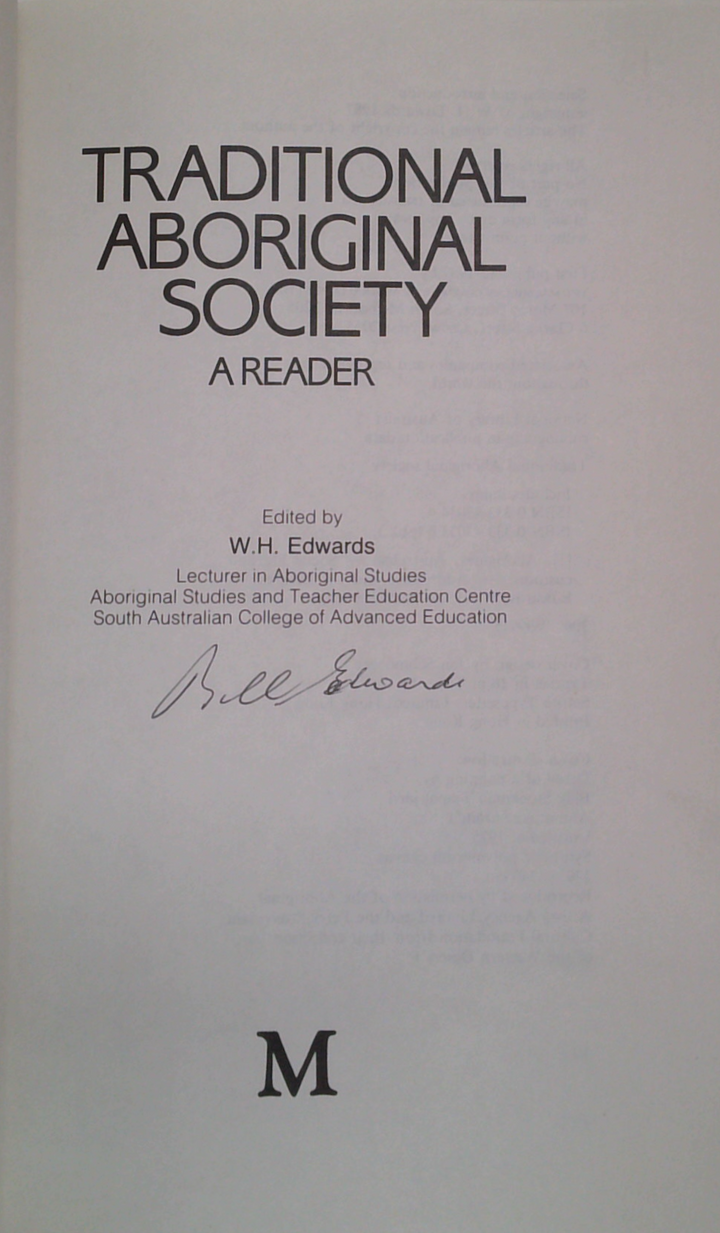 TRADITIONAL
ABORIGINAL
SOCIETY
A READER
Edited by
W.H. Edwards
Lecturer in Aboriginal Studies
Aboriginal Studies and Teacher Education Centre
South Australian College of Advanced Education
Bill Edwards
M